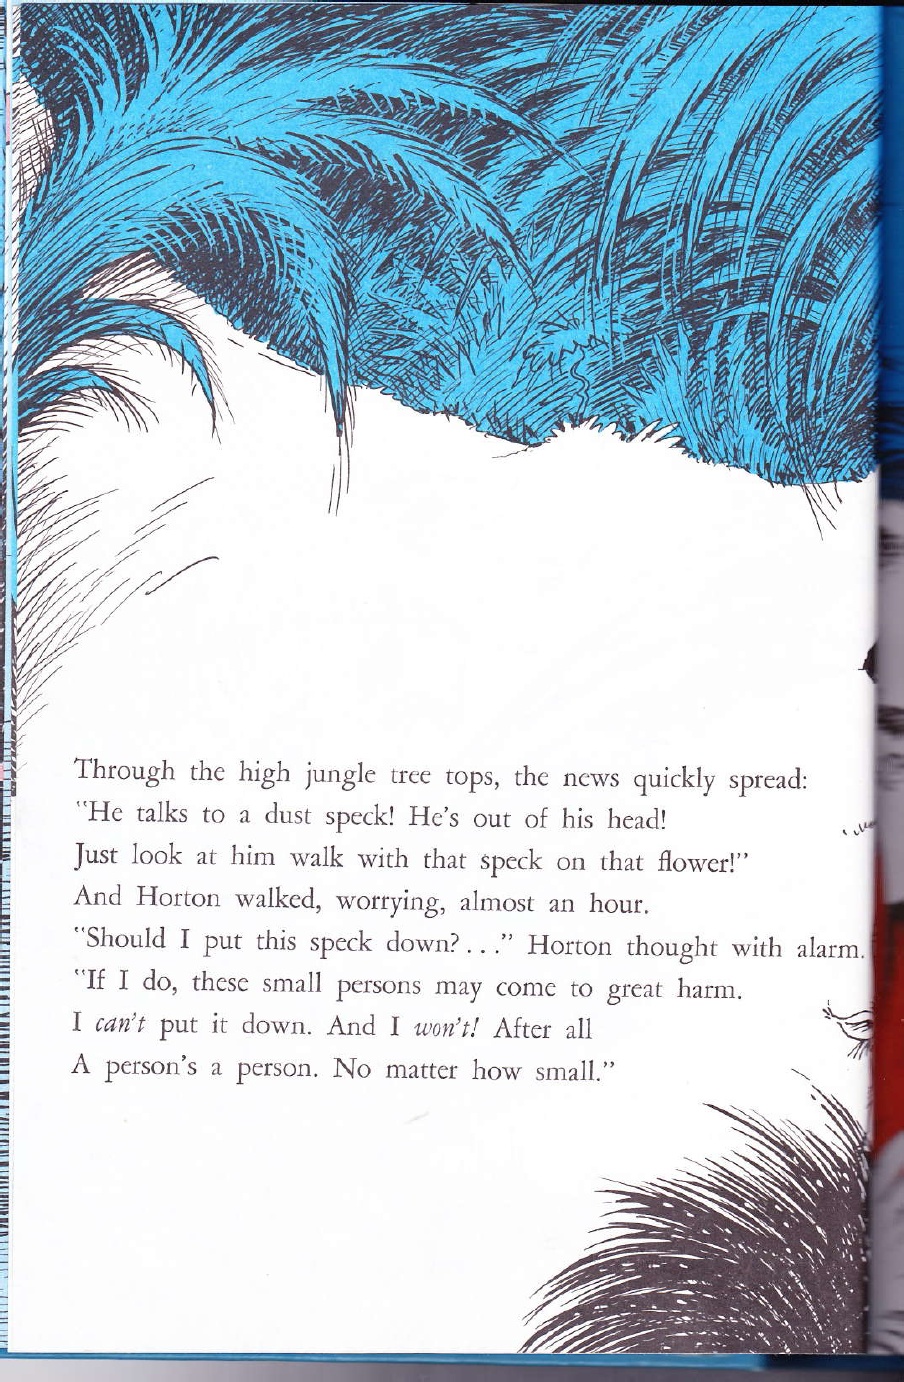 Through the high jungle tree tops, the news quickly spread:
"He talks to a dust speck! He's out of his head!
Just look at him walk with that speck on that flower!"
And Horton walked, worrying, almost an hour.
"Should I put this speck down?..." Horton thought with alarm.
"If I do, these small persons may come to great harm.
I can't put it down. And I won't! After all
A person's a person. No matter how small."